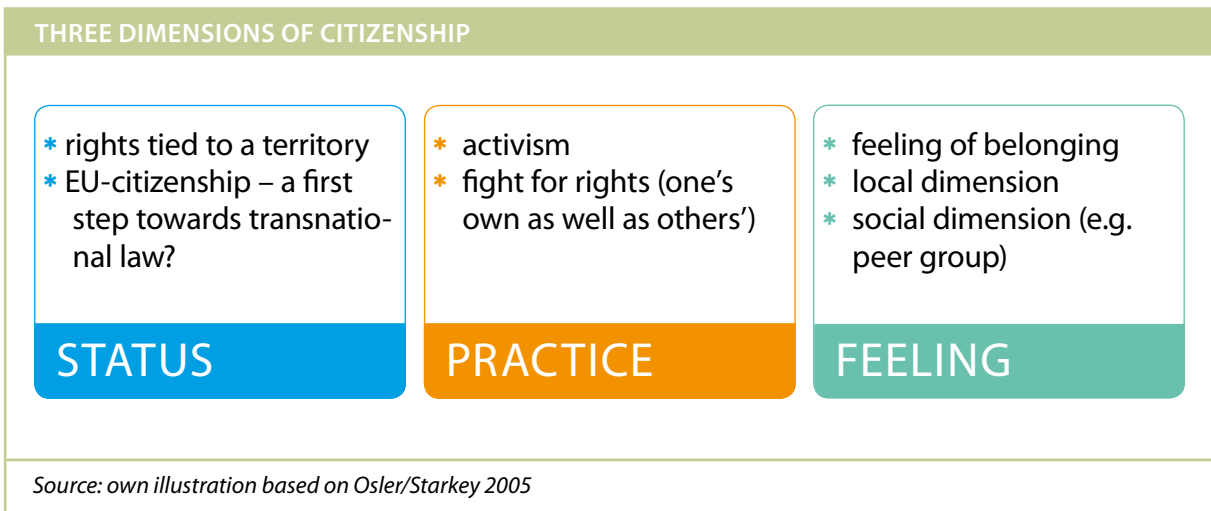 THREE DIMENSIONS OF CITIZENSHIP
* rights tied to a territory
* EU-citizenship – a first
step towards transnatio-
nal law?
STATUS
* activism
* fight for rights (one's
own as well as others')
PRACTICE
* feeling of belonging
* local dimension
* social dimension (e.g.
peer group)
FEELING
Source: own illustration based on Osler/Starkey 2005